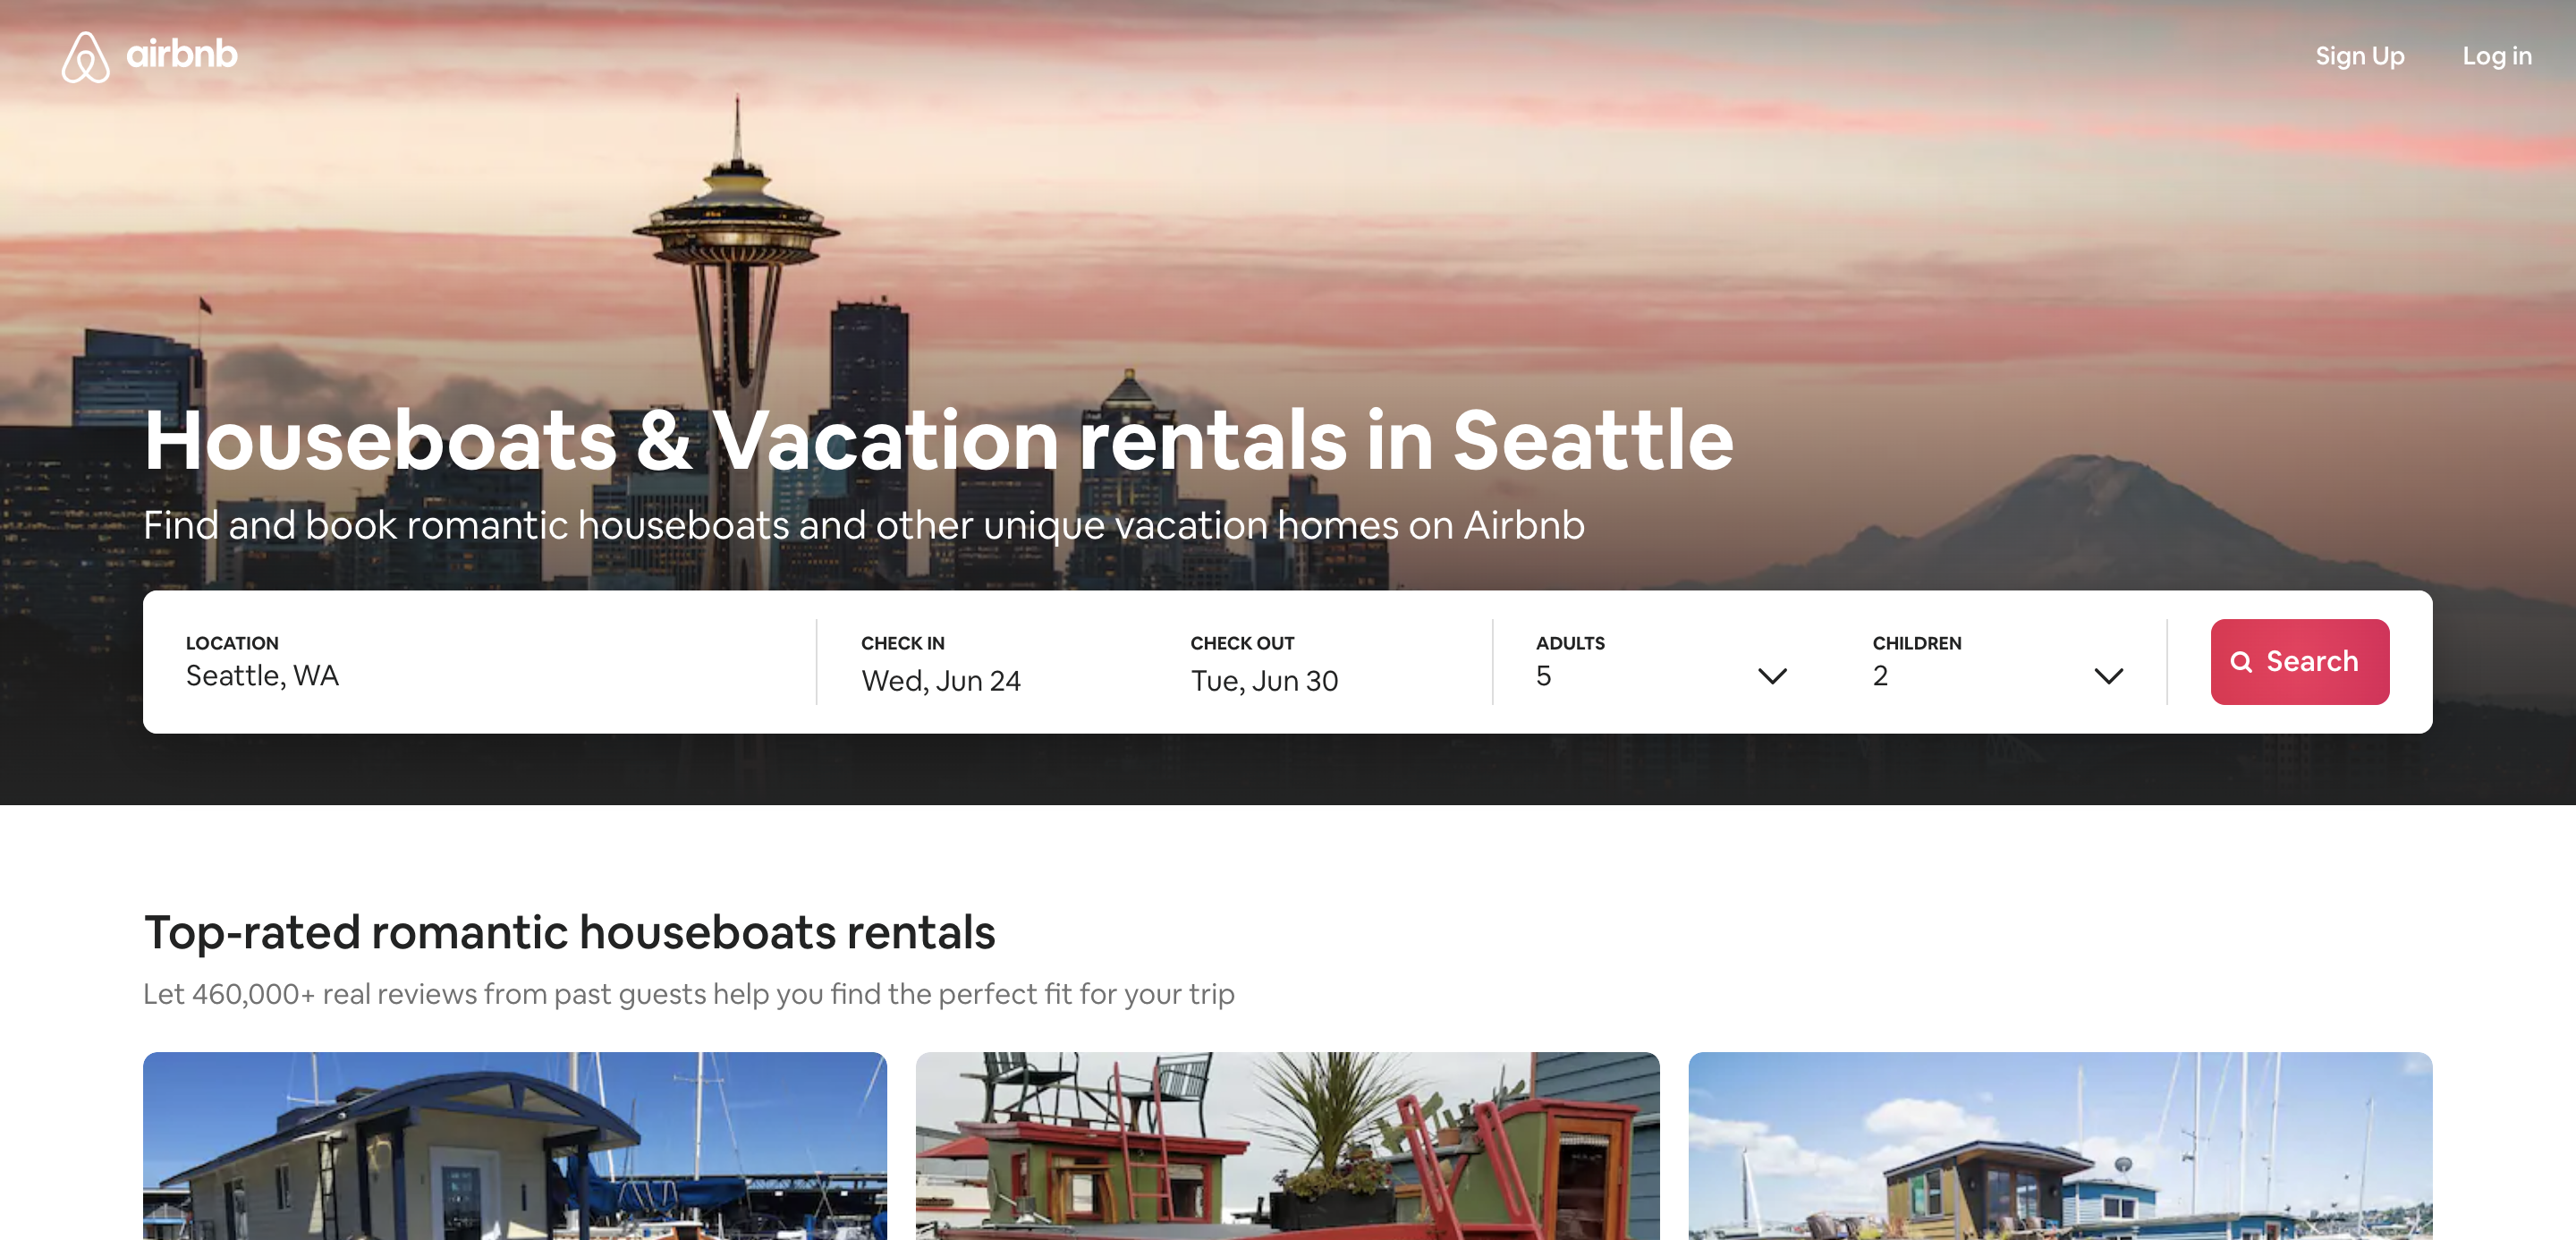 airbnb
Sign Up
Log in
Houseboats & Vacation rentals in Seattle
Find and book romantic houseboats and other unique vacation homes on Airbnb
LOCATION
Seattle, WA
CHECK IN
Wed, Jun 24
CHECK OUT
Tue, Jun 30
ADULTS
5
CHILDREN
2
Search
Top-rated romantic houseboats rentals
Let 460,000+ real reviews from past guests help you find the perfect fit for your trip